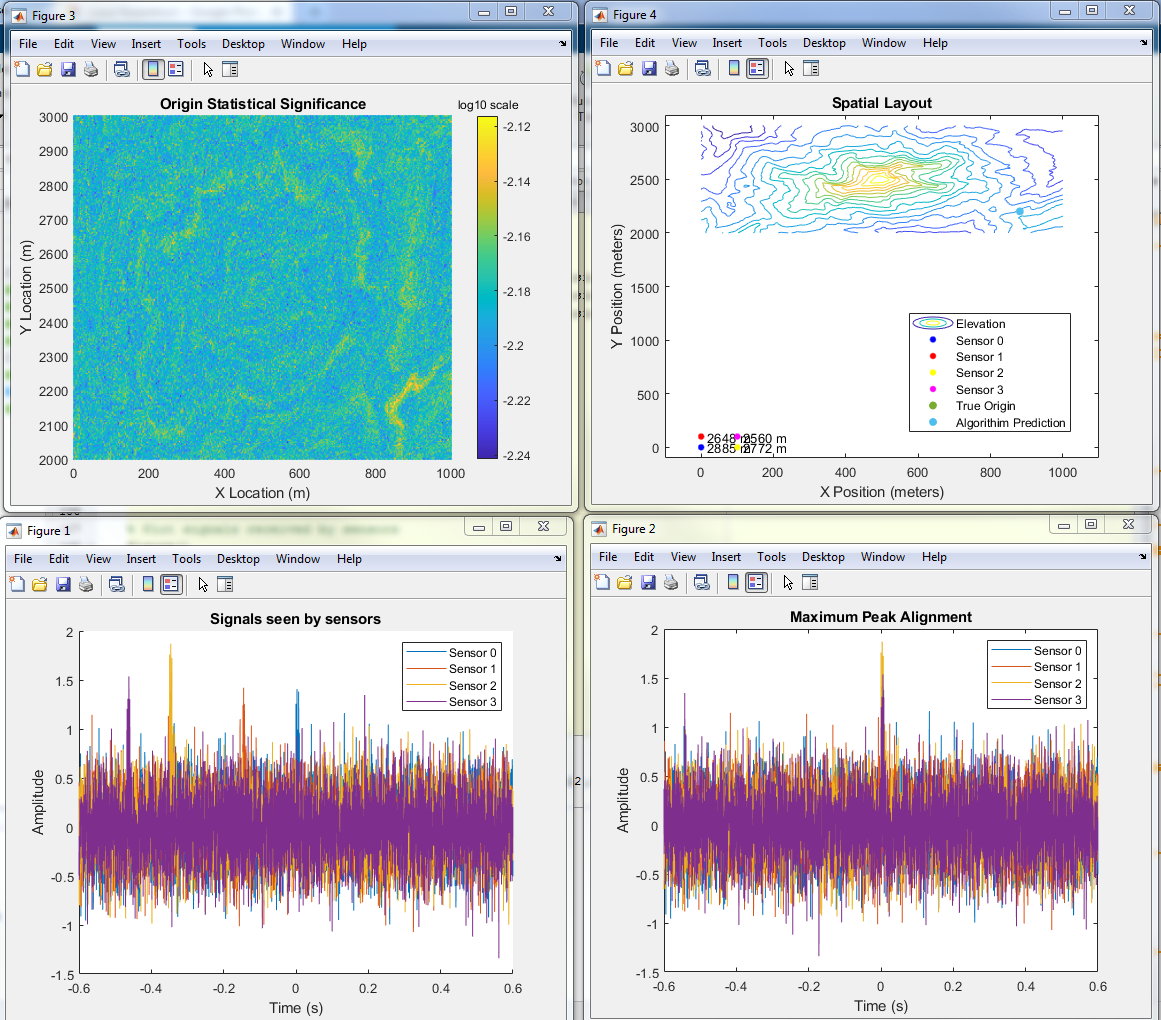 Figure 3
File Edit View Insert Tools Desktop Window Help
Origin Statistical Significance
log10 scale
3000
2900
2800
2700
2600
2500
2400
2300
2200
2100
2000
Y Location (m)
0 200 400 600 800 1000
X Location (m)
-2.12
-2.14
-2.16
-2.18
-2.2
-2.22
-2.24
Figure 4
File Edit View Insert Tools Desktop Window Help
Spatial Layout
3000
2500
2000
1500
1000
500
0
Y Position (meters)
Elevation
Sensor 0
Sensor 1
Sensor 2
Sensor 3
True Origin
Algorithim Prediction
2648 m 2560 m
2885 m 2772 m
0 200 400 600 800 1000
X Position (meters)
% Plot signals received by sensors
Figure 1
File Edit View Insert Tools Desktop Window Help
Signals seen by sensors
2
1.5
1
0.5
0
-0.5
-1
-1.5
Amplitude
Sensor 0
Sensor 1
Sensor 2
Sensor 3
-0.6 -0.4 -0.2 0 0.2 0.4 0.6
Time (s)
Figure 2
File Edit View Insert Tools Desktop Window Help
Maximum Peak Alignment
2
1.5
1
0.5
0
-0.5
-1
-1.5
Amplitude
Sensor 0
Sensor 1
Sensor 2
Sensor 3
-0.6 -0.4 -0.2 0 0.2 0.4 0.6
Time (s)